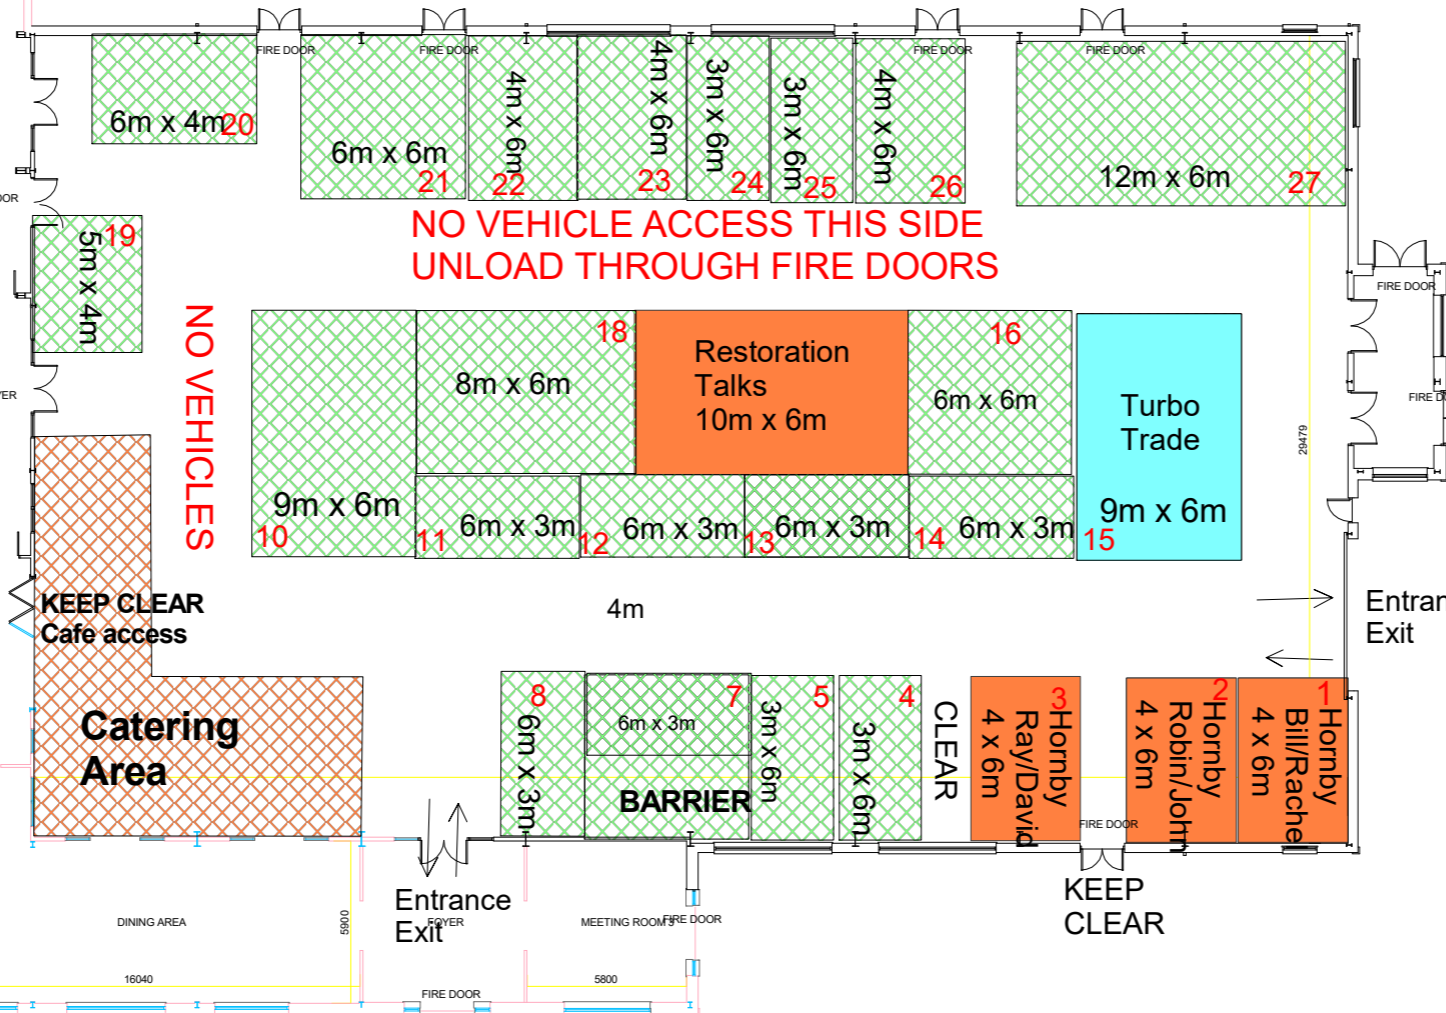 FIRE DOOR
FIRE DOOR
FIRE DOOR
FIRE DOOR
6m x 4m
20
6m x 6m
21
4m x 6m
22
4m x 6m
23
3m x 6m
24
3m x 6m
25
4m x 6m
26
12m x 6m
27
OOR
19
5m x 4m
NO VEHICLE ACCESS THIS SIDE
UNLOAD THROUGH FIRE DOORS
FIRE DOOR
NO VEHICLES
18
8m x 6m
Restoration
Talks
10m x 6m
16
6m x 6m
Turbo
Trade
9m x 6m
15
29479
YER
FIRE DO
9m x 6m
10
11
6m x 3m
12
6m x 3m
13
6m x 3m
14
6m x 3m
KEEP CLEAR
Cafe access
4m
Entran
Exit
Catering
Area
8
6m x 3m
7
6m x 3m
BARRIER
5
3m x 6m
4
3m x 6m
CLEAR
3
Hornby
Ray/David
4 x 6m
2
Hornby
Robin/John
4 x 6m
1
Hornby
Bill/Rachel
4 x 6m
FIRE DOOR
KEEP
CLEAR
Entrance
Exit
DINING AREA
5900
FOYER
MEETING ROOM 3
FIRE DOOR
16040
5800
FIRE DOOR